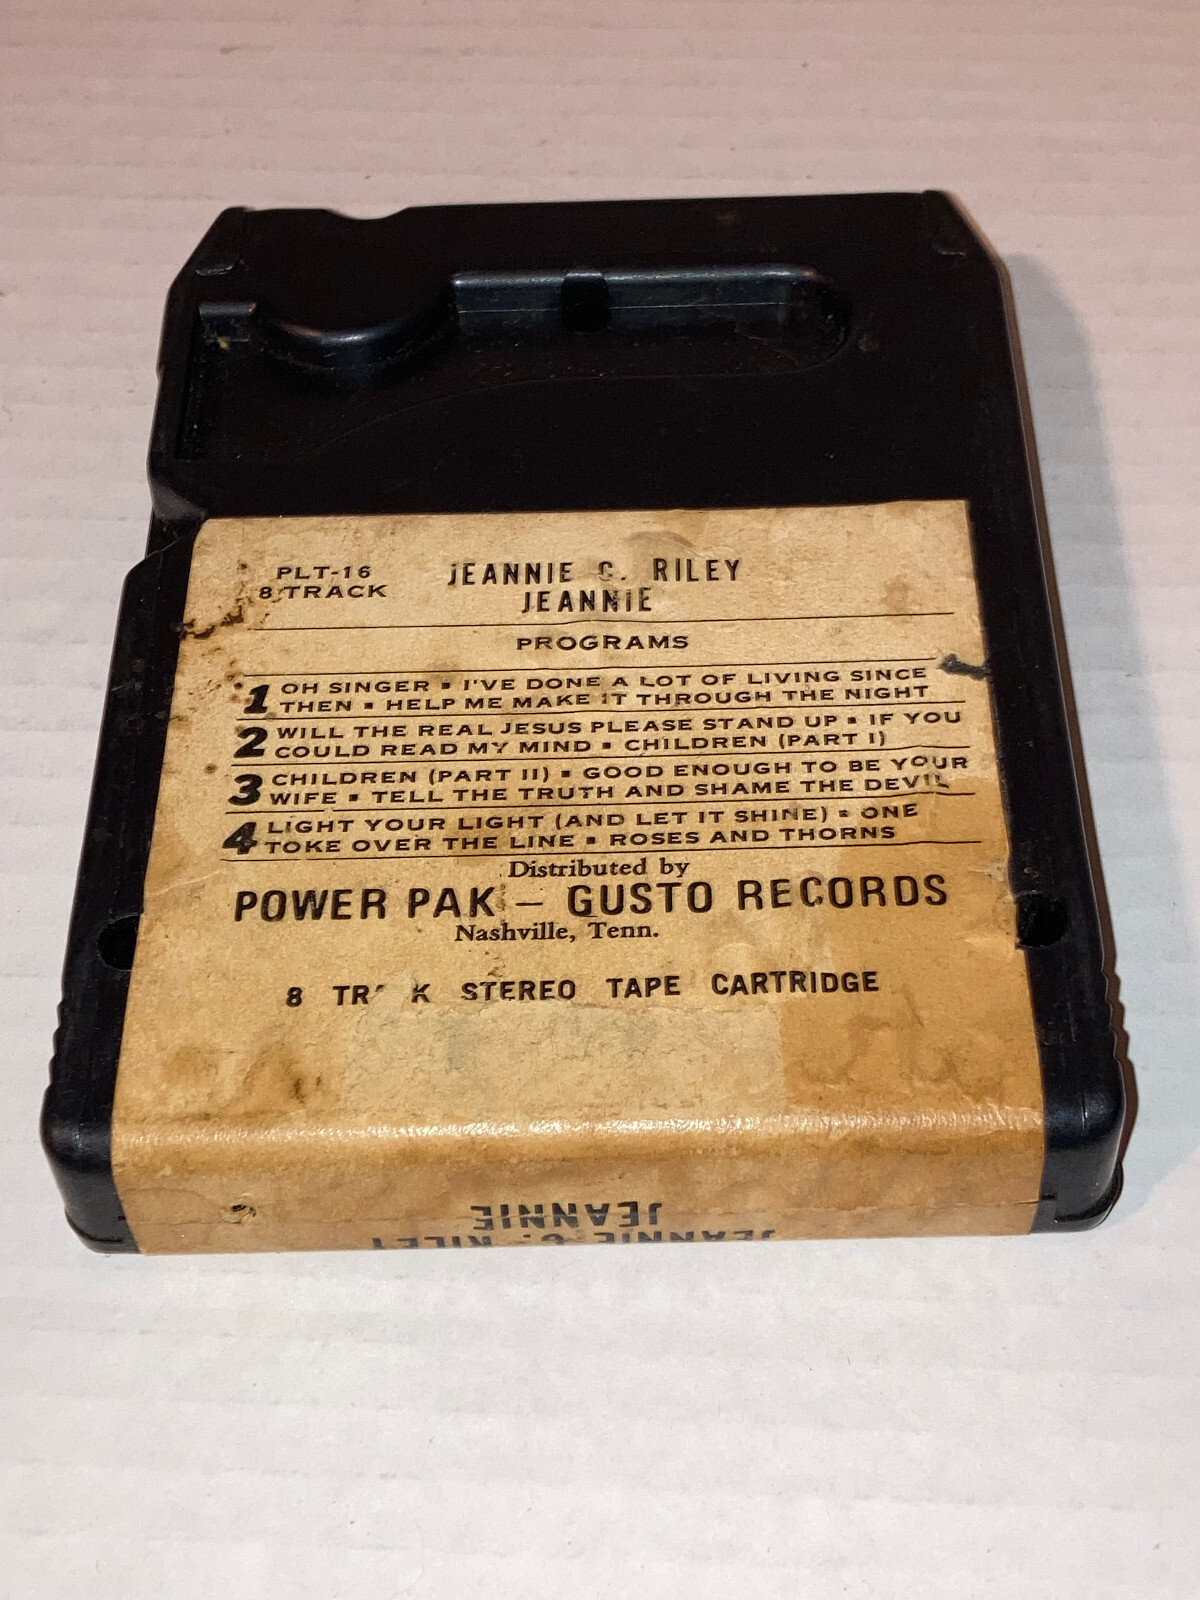 PLT-16
8 TRACK
JEANNIE C. RILEY
JEANNIE
PROGRAMS
1 OH SINGER ▪ I'VE DONE A LOT OF LIVING SINCE
THEN ▪ HELP ME MAKE IT THROUGH THE NIGHT
2 WILL THE REAL JESUS PLEASE STAND UP ▪ IF YOU
COULD READ MY MIND ▪ CHILDREN (PART I)
3 CHILDREN (PART II) ▪ GOOD ENOUGH TO BE YOUR
WIFE ▪ TELL THE TRUTH AND SHAME THE DEVIL
4 LIGHT YOUR LIGHT (AND LET IT SHINE) ▪ ONE
TOKE OVER THE LINE ▪ ROSES AND THORNS
Distributed by
POWER PAK — GUSTO RECORDS
Nashville, Tenn.
8 TRACK STEREO TAPE CARTRIDGE
JEANNIE
JEANNIE C. RILEY